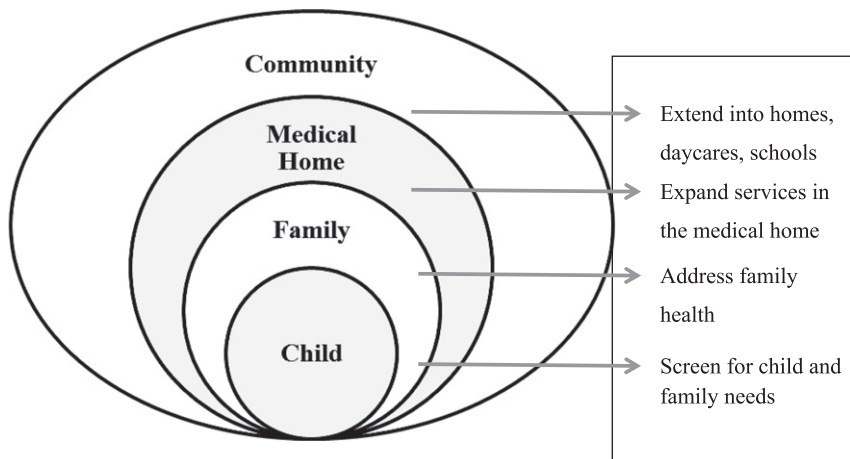 Community
Medical
Home
Family
Child
Extend into homes,
daycares, schools
Expand services in
the medical home
Address family
health
Screen for child and
family needs